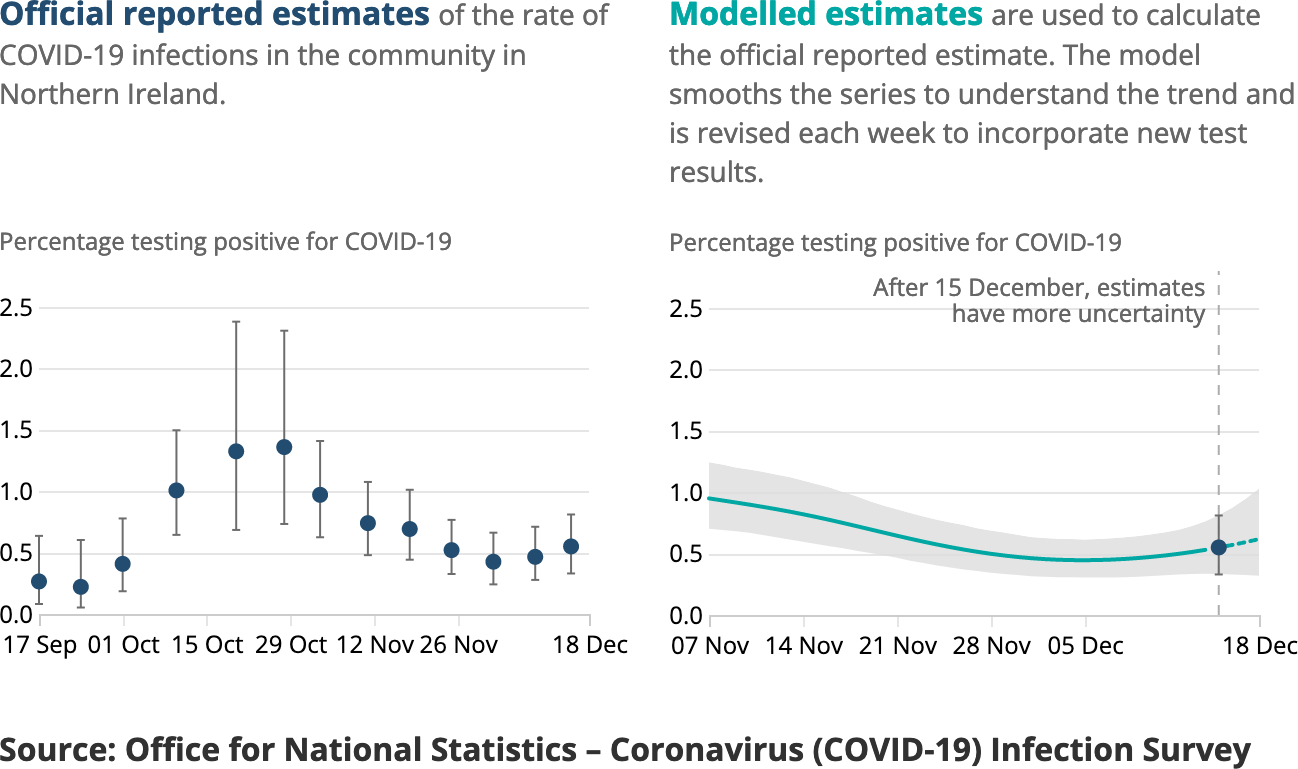 Official reported estimates of the rate of
COVID-19 infections in the community in
Northern Ireland.
Percentage testing positive for COVID-19
2.5
2.0
1.5
1.0
0.5
0.0
17 Sep 01 Oct 15 Oct 29 Oct 12 Nov 26 Nov 18 Dec
Modelled estimates are used to calculate
the official reported estimate. The model
smooths the series to understand the trend and
is revised each week to incorporate new test
results.
Percentage testing positive for COVID-19
After 15 December, estimates
have more uncertainty
2.5
2.0
1.5
1.0
0.5
0.0
07 Nov 14 Nov 21 Nov 28 Nov 05 Dec 18 Dec
Source: Office for National Statistics – Coronavirus (COVID-19) Infection Survey